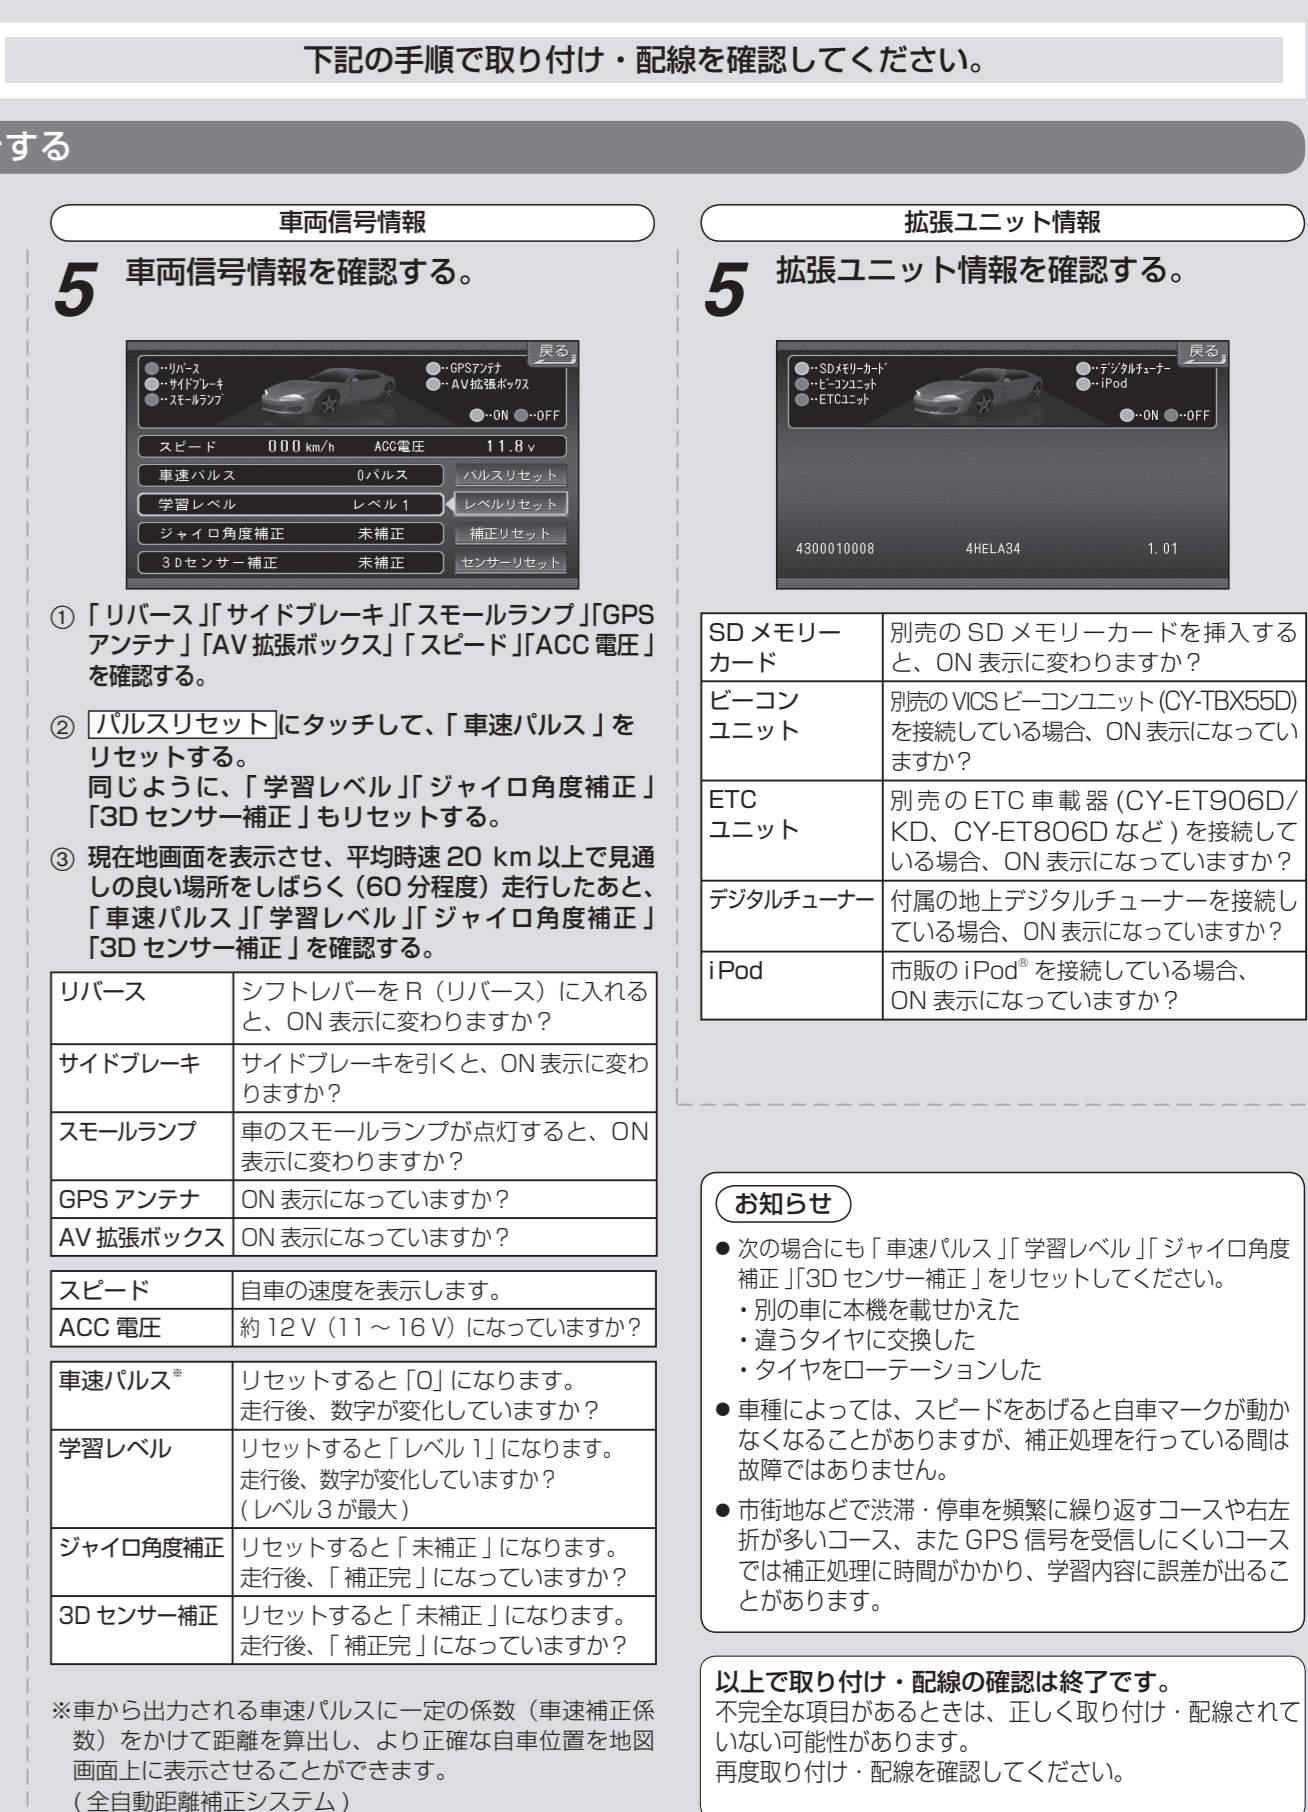 下記の手順で取り付け・配線を確認してください。
をする
車両信号情報
5 車両信号情報を確認する。
戻る
‥リバース
‥サイドブレーキ
‥スモールランプ
‥GPSアンテナ
‥AV拡張ボックス
‥ON ‥OFF
スピード 000 km/h ACC電圧 11.8 v
車速パルス 0パルス パルスリセット
学習レベル レベル1 レベルリセット
ジャイロ角度補正 未補正 補正リセット
3Dセンサー補正 未補正 センサーリセット
① 「リバース」「サイドブレーキ」「スモールランプ」「GPS
アンテナ」「AV拡張ボックス」「スピード」「ACC電圧」
を確認する。
② パルスリセットにタッチして、「車速パルス」を
リセットする。
同じように、「学習レベル」「ジャイロ角度補正」
「3Dセンサー補正」もリセットする。
③ 現在地画面を表示させ、平均時速20 km以上で見通
しの良い場所をしばらく（60分程度）走行したあと、
「車速パルス」「学習レベル」「ジャイロ角度補正」
「3Dセンサー補正」を確認する。
リバース シフトレバーをR（リバース）に入れる
と、ON表示に変わりますか？
サイドブレーキ サイドブレーキを引くと、ON表示に変わ
りますか？
スモールランプ 車のスモールランプが点灯すると、ON
表示に変わりますか？
GPSアンテナ ON表示になっていますか？
AV拡張ボックス ON表示になっていますか？
スピード 自車の速度を表示します。
ACC電圧 約12 V（11～16 V）になっていますか？
車速パルス※ リセットすると「0」になります。
走行後、数字が変化していますか？
学習レベル リセットすると「レベル1」になります。
走行後、数字が変化していますか？
(レベル3が最大)
ジャイロ角度補正 リセットすると「未補正」になります。
走行後、「補正完」になっていますか？
3Dセンサー補正 リセットすると「未補正」になります。
走行後、「補正完」になっていますか？
※車から出力される車速パルスに一定の係数（車速補正係
数）をかけて距離を算出し、より正確な自車位置を地図
画面上に表示させることができます。
(全自動距離補正システム)
拡張ユニット情報
5 拡張ユニット情報を確認する。
戻る
‥SDメモリーカード
‥ビーコンユニット
‥ETCユニット
‥デジタルチューナー
‥iPod
‥ON ‥OFF
4300010008 4HELA34 1.01
SDメモリー
カード
別売のSDメモリーカードを挿入する
と、ON表示に変わりますか？
ビーコン
ユニット
別売のVICSビーコンユニット(CY-TBX55D)
を接続している場合、ON表示になってい
ますか？
ETC
ユニット
別売のETC車載器(CY-ET906D/
KD、CY-ET806Dなど)を接続して
いる場合、ON表示になっていますか？
デジタルチューナー 付属の地上デジタルチューナーを接続し
ている場合、ON表示になっていますか？
iPod 市販のiPod®を接続している場合、
ON表示になっていますか？
お知らせ
● 次の場合にも「車速パルス」「学習レベル」「ジャイロ角度
補正」「3Dセンサー補正」をリセットしてください。
・別の車に本機を載せかえた
・違うタイヤに交換した
・タイヤをローテーションした
● 車種によっては、スピードをあげると自車マークが動か
なくなることがありますが、補正処理を行っている間は
故障ではありません。
● 市街地などで渋滞・停車を頻繁に繰り返すコースや右左
折が多いコース、またGPS信号を受信しにくいコース
では補正処理に時間がかかり、学習内容に誤差が出るこ
とがあります。
以上で取り付け・配線の確認は終了です。
不完全な項目があるときは、正しく取り付け・配線されて
いない可能性があります。
再度取り付け・配線を確認してください。